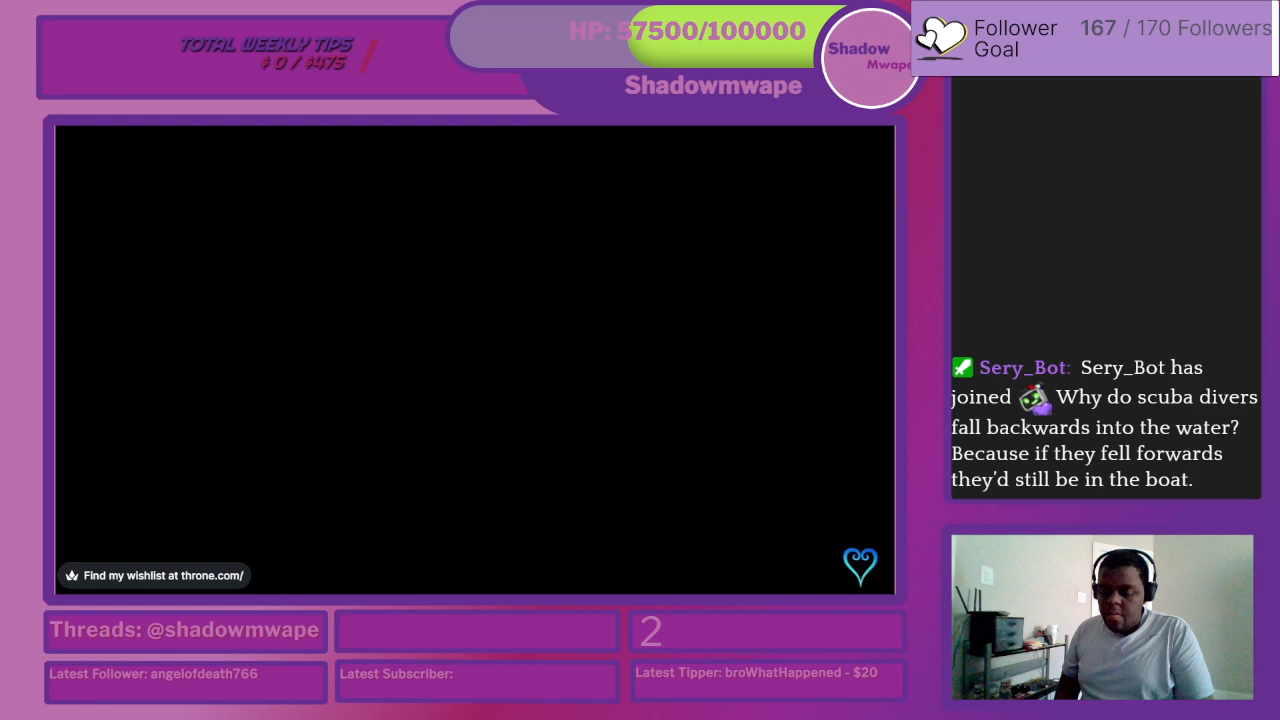 TOTAL WEEKLY TIPS
$ 0 / $475
HP: 57500/100000
Shadowmwape
Shadow
Mwape
Follower Goal
167 / 170 Followers
Sery_Bot: Sery_Bot has
joined Why do scuba divers
fall backwards into the water?
Because if they fell forwards
they'd still be in the boat.
Find my wishlist at throne.com/
Threads: @shadowmwape
2
Latest Follower: angelofdeath766
Latest Subscriber:
Latest Tipper: broWhatHappened - $20